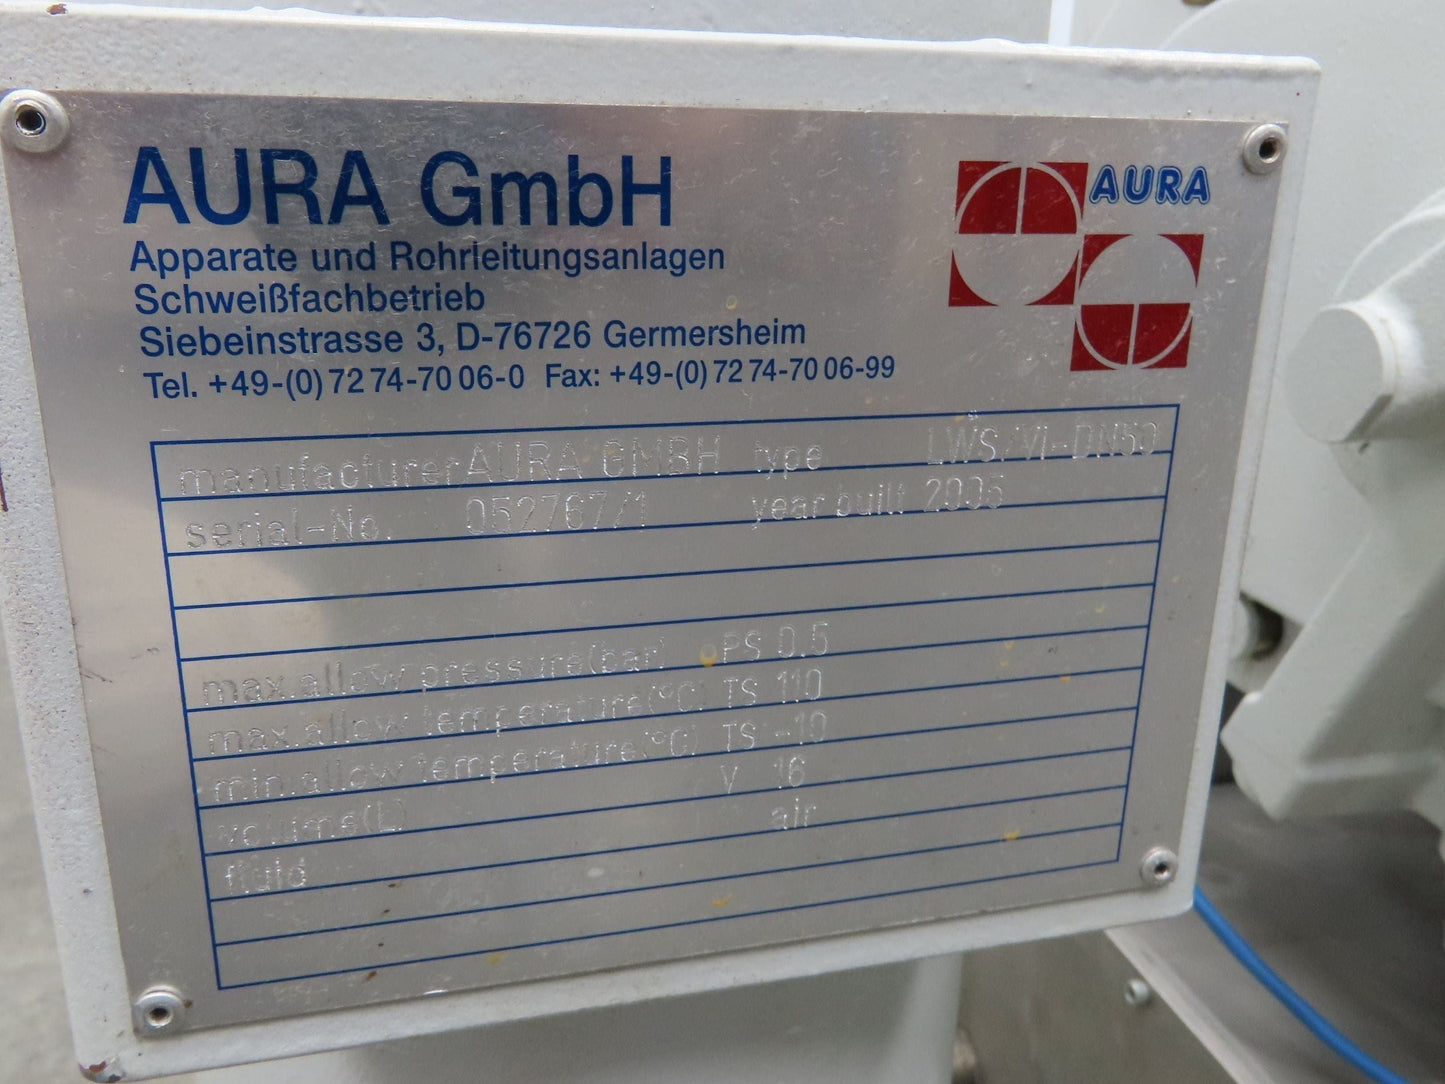 AURA GmbH
AURA
Apparate und Rohrleitungsanlagen
Schweißfachbetrieb
Siebeinstrasse 3, D-76726 Germersheim
Tel. +49-(0) 72 74-70 06-0 Fax: +49-(0) 72 74-70 06-99
manufacturer AURA GMBH type LWS/VI-DN50
serial-No. 052767/1 year built 2005
max.allow pressure(bar) PS 0.5
max.allow temperature(°C) TS 110
min.allow temperature(°C) TS -10
volume(L) V 16
fluid air